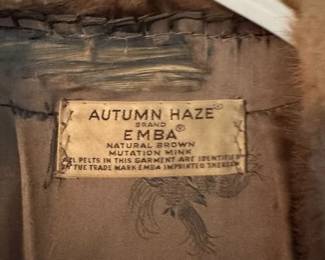 AUTUMN HAZE®
BRAND
EMBA®
NATURAL BROWN
MUTATION MINK
ALL PELTS IN THIS GARMENT ARE IDENTIFIED
BY THE TRADE MARK EMBA IMPRINTED THEREON